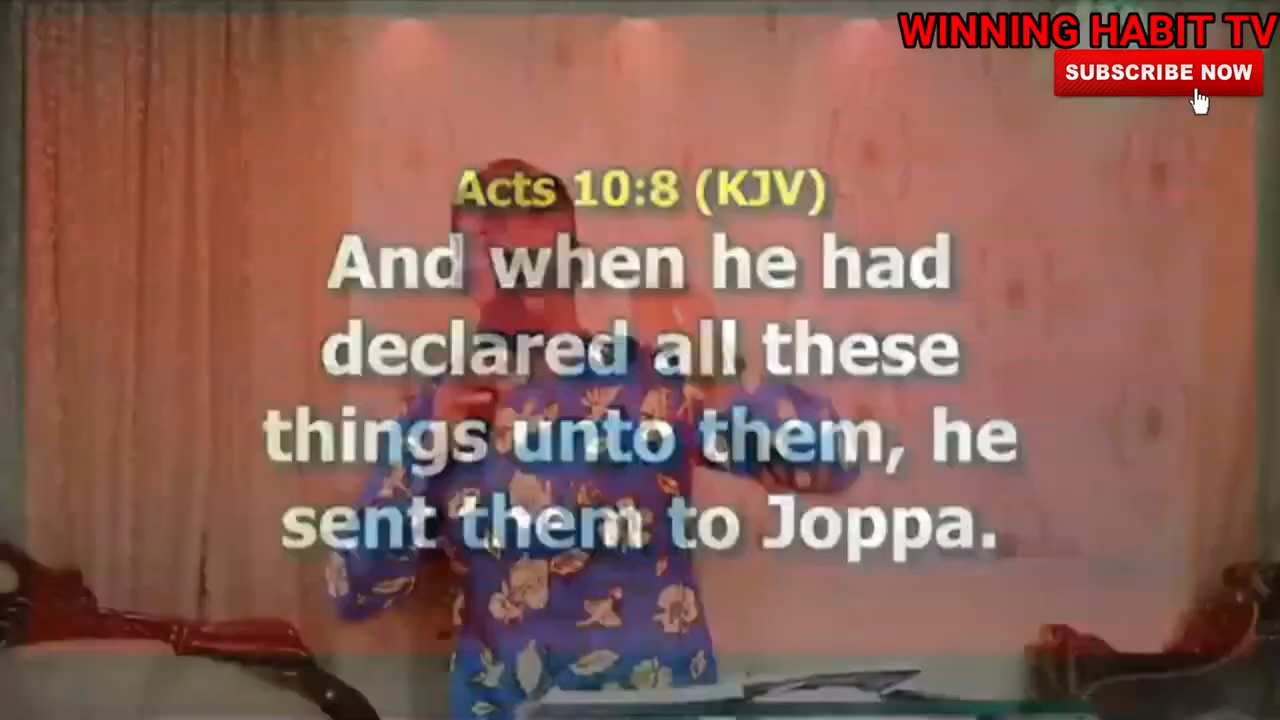 WINNING HABIT TV
SUBSCRIBE NOW
Acts 10:8 (KJV)
And when he had
declared all these
things unto them, he
sent them to Joppa.